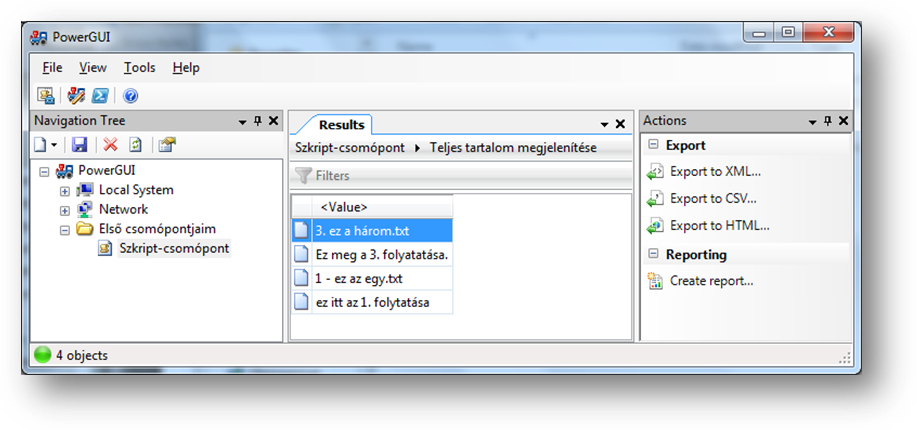 PowerGUI
File View Tools Help
Navigation Tree
PowerGUI
Local System
Network
Első csomópontjaim
Szkript-csomópont
Results
Szkript-csomópont Teljes tartalom megjelenítése
Filters
<Value>
3. ez a három.txt
Ez meg a 3. folyatatása.
1 - ez az egy.txt
ez itt az 1. folytatása
Actions
Export
Export to XML...
Export to CSV...
Export to HTML...
Reporting
Create report...
4 objects